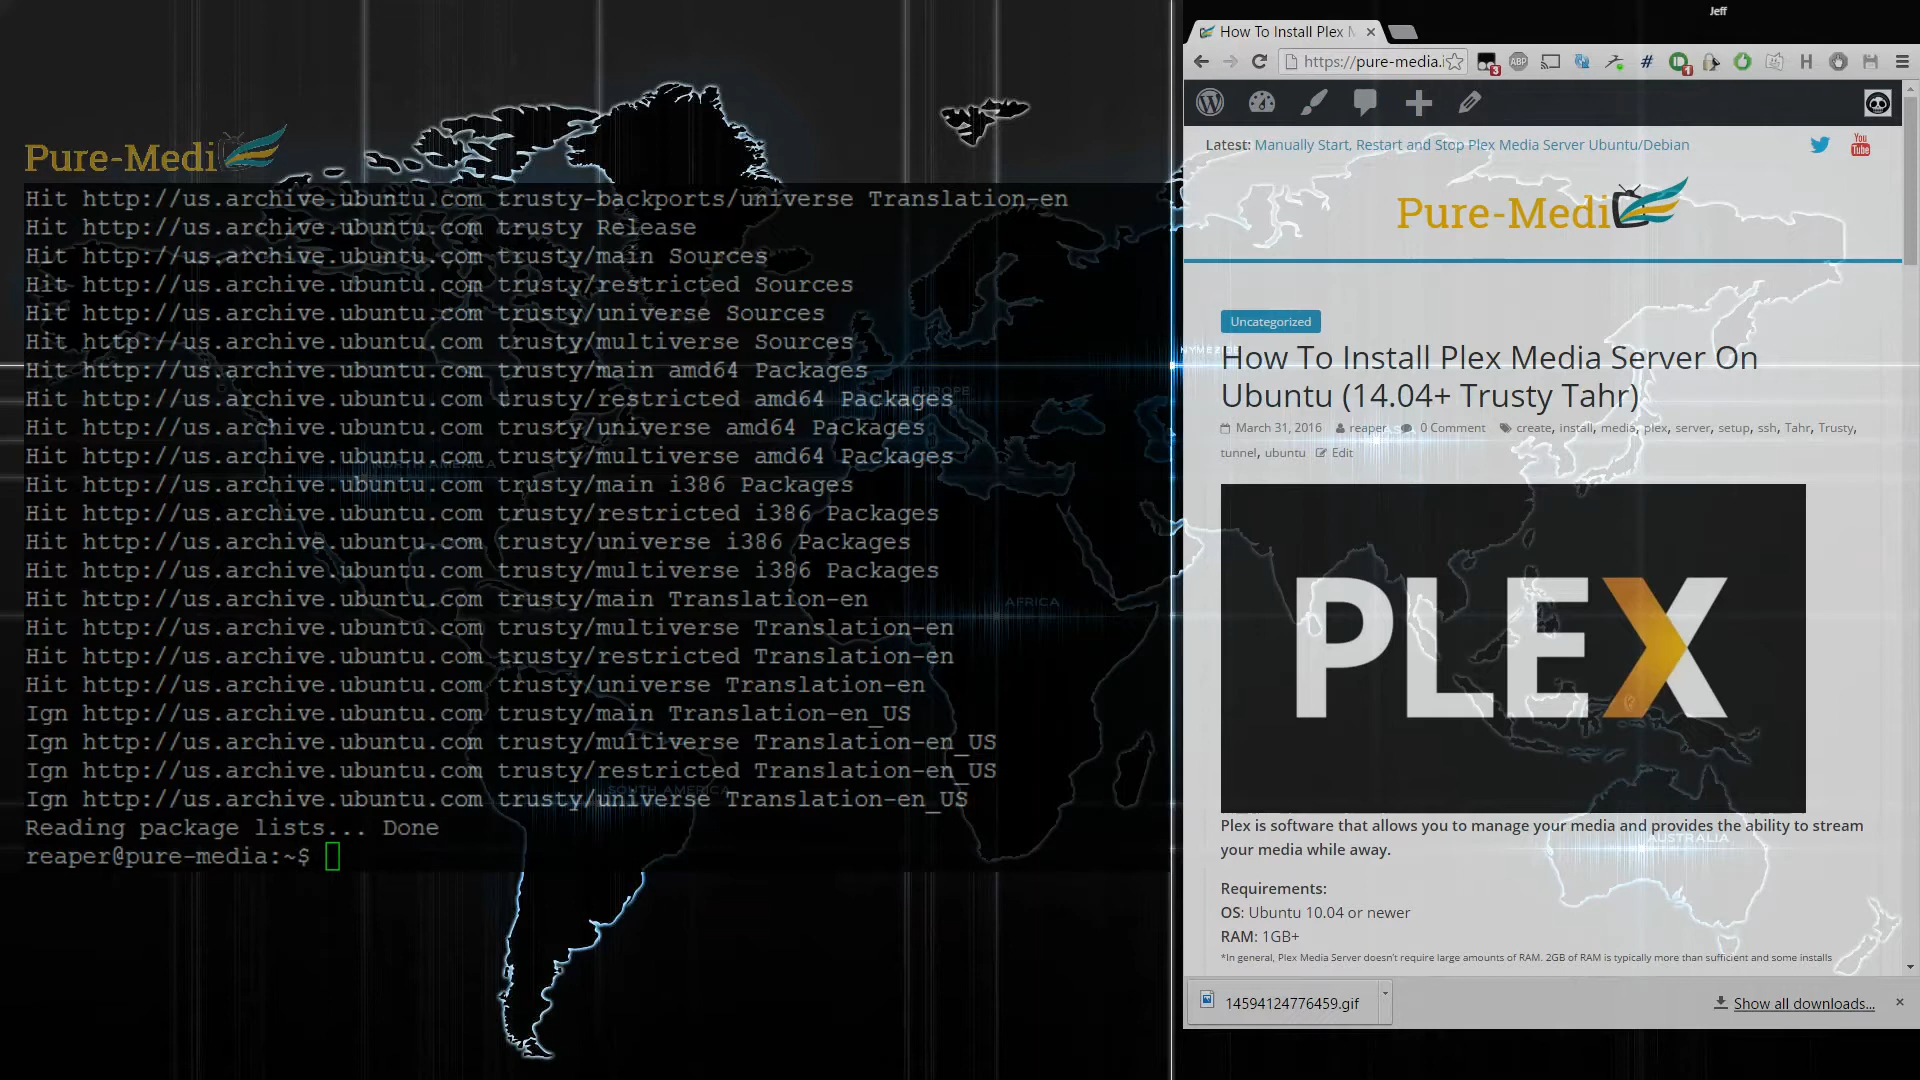 Pure-Medi
Hit http://us.archive.ubuntu.com trusty-backports/universe Translation-en
Hit http://us.archive.ubuntu.com trusty Release
Hit http://us.archive.ubuntu.com trusty/main Sources
Hit http://us.archive.ubuntu.com trusty/restricted Sources
Hit http://us.archive.ubuntu.com trusty/universe Sources
Hit http://us.archive.ubuntu.com trusty/multiverse Sources
Hit http://us.archive.ubuntu.com trusty/main amd64 Packages
Hit http://us.archive.ubuntu.com trusty/restricted amd64 Packages
Hit http://us.archive.ubuntu.com trusty/universe amd64 Packages
Hit http://us.archive.ubuntu.com trusty/multiverse amd64 Packages
Hit http://us.archive.ubuntu.com trusty/main i386 Packages
Hit http://us.archive.ubuntu.com trusty/restricted i386 Packages
Hit http://us.archive.ubuntu.com trusty/universe i386 Packages
Hit http://us.archive.ubuntu.com trusty/multiverse i386 Packages
Hit http://us.archive.ubuntu.com trusty/main Translation-en
Hit http://us.archive.ubuntu.com trusty/multiverse Translation-en
Hit http://us.archive.ubuntu.com trusty/restricted Translation-en
Hit http://us.archive.ubuntu.com trusty/universe Translation-en
Ign http://us.archive.ubuntu.com trusty/main Translation-en_US
Ign http://us.archive.ubuntu.com trusty/multiverse Translation-en_US
Ign http://us.archive.ubuntu.com trusty/restricted Translation-en_US
Ign http://us.archive.ubuntu.com trusty/universe Translation-en_US
Reading package lists... Done
reaper@pure-media:~$
NORTH AMERICA
SOUTH AMERICA
EUROPE
AFRICA
Jeff
How To Install Plex M
https://pure-media.i
3
ABP
1
H
Latest: Manually Start, Restart and Stop Plex Media Server Ubuntu/Debian
You
Tube
Pure-Medi
Uncategorized
How To Install Plex Media Server On
Ubuntu (14.04+ Trusty Tahr)
March 31, 2016 reaper 0 Comment create, install, media, plex, server, setup, ssh, Tahr, Trusty,
tunnel, ubuntu Edit
PLEX
Plex is software that allows you to manage your media and provides the ability to stream
your media while away.
AUSTRALIA
Requirements:
OS: Ubuntu 10.04 or newer
RAM: 1GB+
*In general, Plex Media Server doesn't require large amounts of RAM. 2GB of RAM is typically more than sufficient and some installs
14594124776459.gif
Show all downloads...